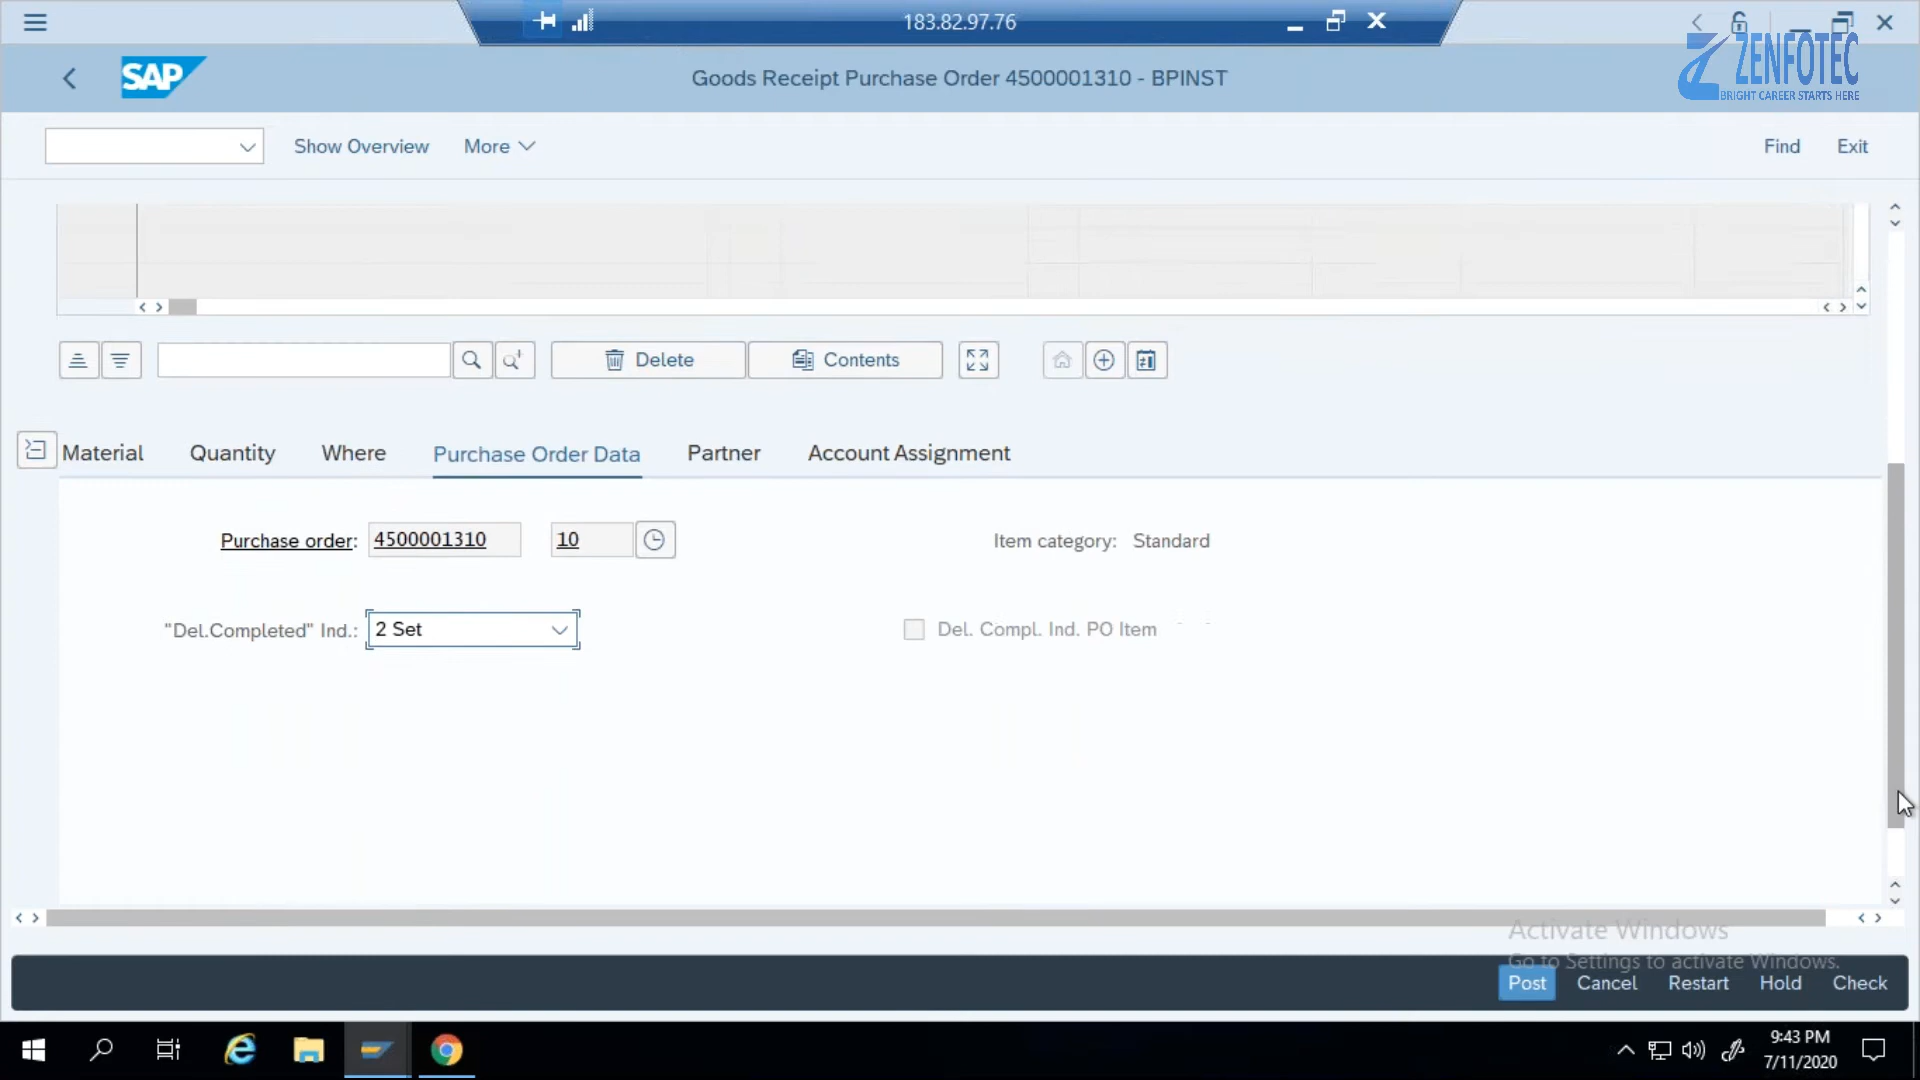 183.82.97.76
ZENFOTEC
BRIGHT CAREER STARTS HERE
SAP
Goods Receipt Purchase Order 4500001310 - BPINST
Show Overview More Find Exit
Delete Contents
Material Quantity Where Purchase Order Data Partner Account Assignment
Purchase order: 4500001310 10 Item category: Standard
"Del.Completed" Ind.: 2 Set Del. Compl. Ind. PO Item
Activate Windows
Go to Settings to activate Windows.
Post Cancel Restart Hold Check
9:43 PM
7/11/2020